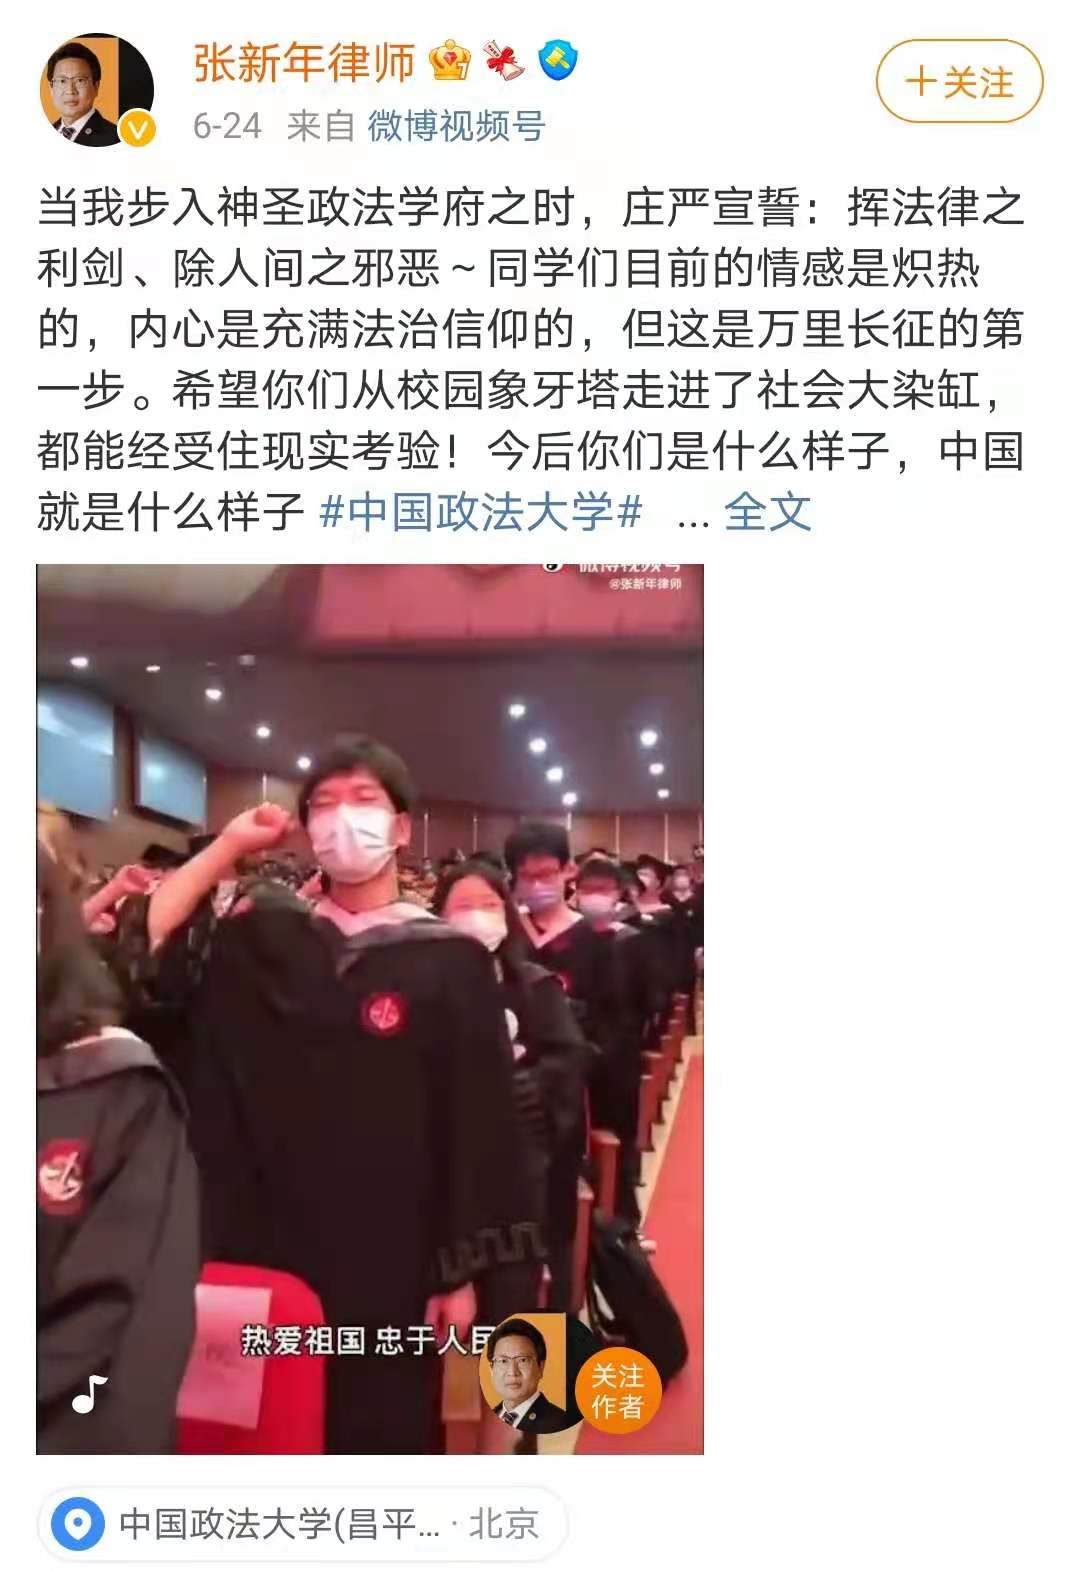 张新年律师
+关注
6-24 来自 微博视频号
当我步入神圣政法学府之时，庄严宣誓：挥法律之
利剑、除人间之邪恶～同学们目前的情感是炽热
的，内心是充满法治信仰的，但这是万里长征的第
一步。希望你们从校园象牙塔走进了社会大染缸，
都能经受住现实考验！今后你们是什么样子，中国
就是什么样子 #中国政法大学# ... 全文
微博视频号
@张新年律师
热爱祖国 忠于人民
关注
作者
中国政法大学(昌平... · 北京